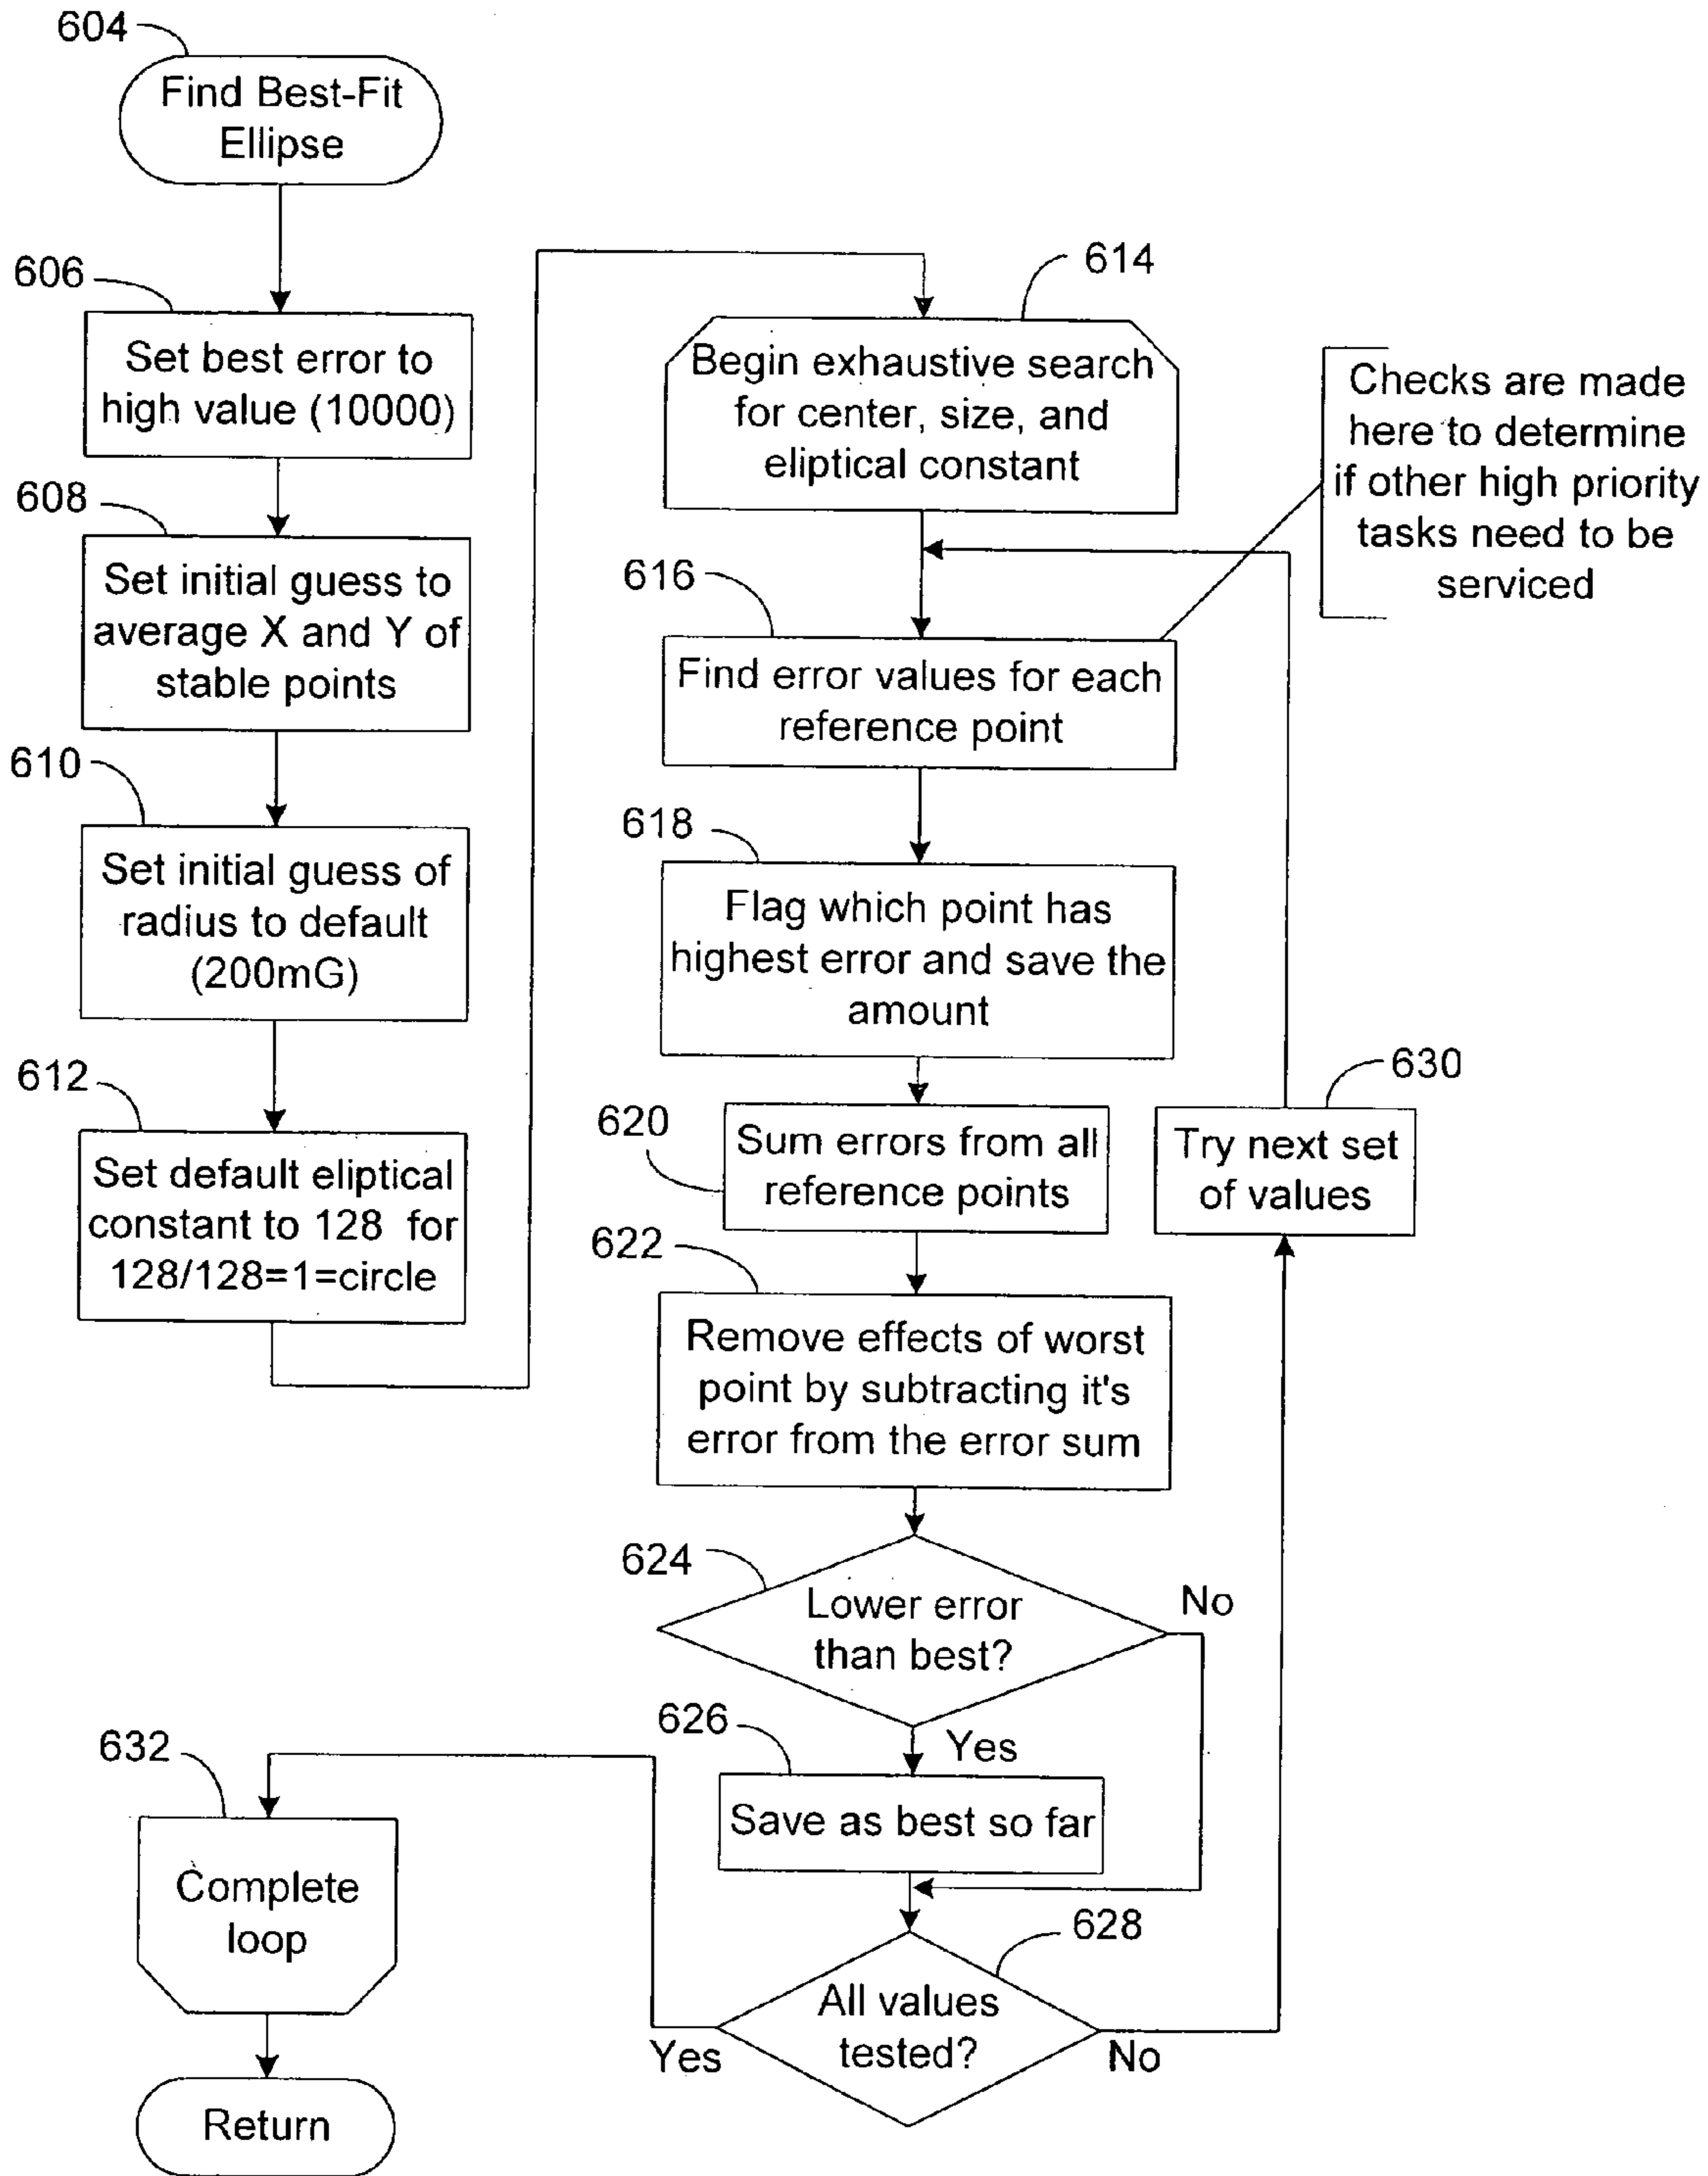 604
Find Best-Fit
Ellipse
606
Set best error to
high value (10000)
608
Set initial guess to
average X and Y of
stable points
610
Set initial guess of
radius to default
(200mG)
612
Set default eliptical
constant to 128 for
128/128=1=circle
614
Begin exhaustive search
for center, size, and
eliptical constant
Checks are made
here to determine
if other high priority
tasks need to be
serviced
616
Find error values for each
reference point
618
Flag which point has
highest error and save the
amount
620
Sum errors from all
reference points
630
Try next set
of values
622
Remove effects of worst
point by subtracting it's
error from the error sum
624
Lower error
than best?
No
Yes
626
Save as best so far
628
All values
tested?
Yes
No
632
Complete
loop
Return